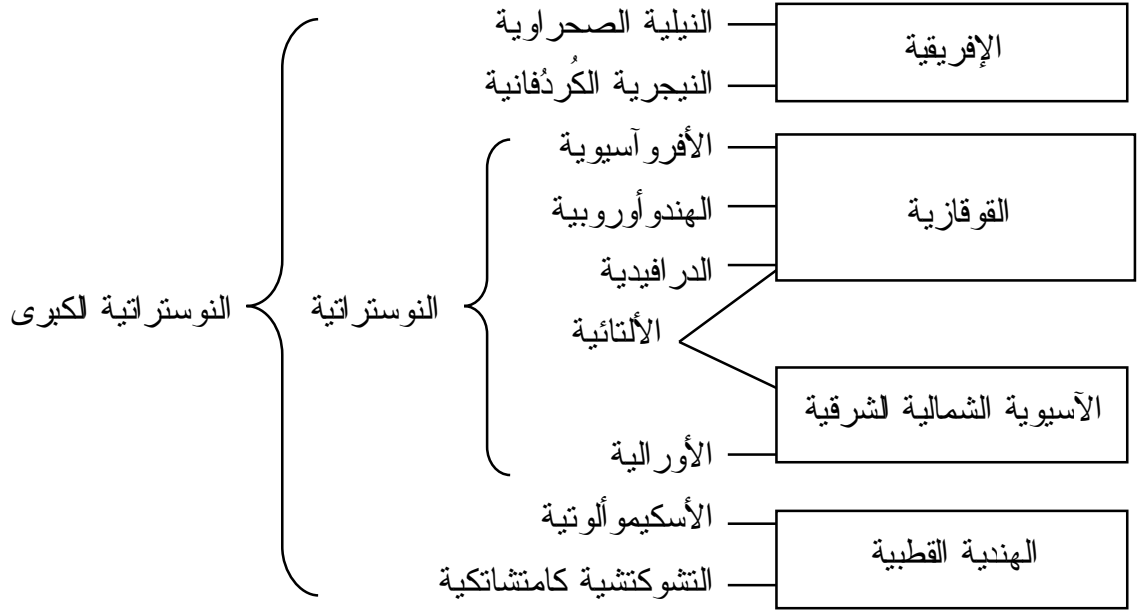 النيلية الصحراوية
الإفريقية
النيجرية الكُردُفانية
الأفروآسيوية
القوقازية
الهندوأوروبية
الدرافيدية
النوستراتية
النوستراتية الكبرى
الألتائية
الآسيوية الشمالية الشرقية
الأورالية
الأسكيموألوتية
الهندية القطبية
التشوكتشية كامتشاتكية